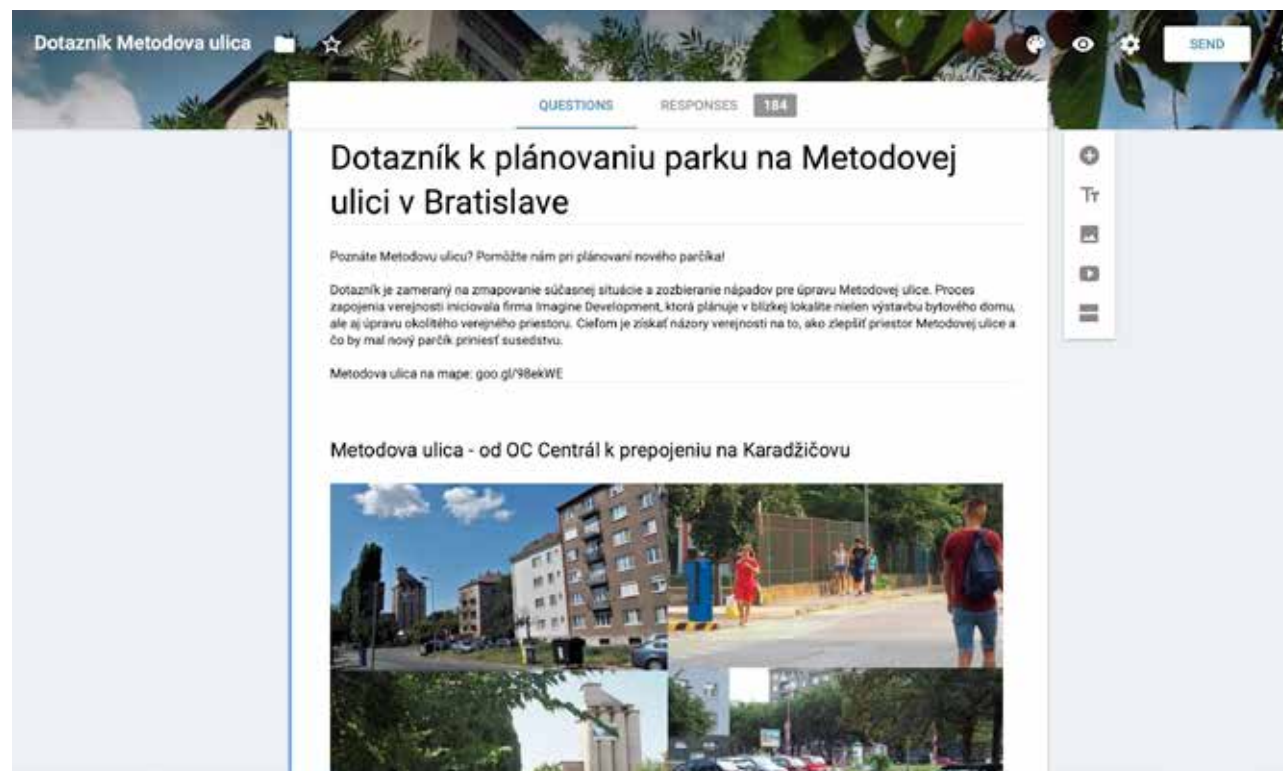 Dotazník Metodova ulica
SEND
QUESTIONS RESPONSES 184
Dotazník k plánovaniu parku na Metodovej
ulici v Bratislave
Poznáte Metodovu ulicu? Pomôžte nám pri plánovaní nového parčíka!
Dotazník je zameraný na zmapovanie súčasnej situácie a zozbieranie nápadov pre úpravu Metodovej ulice. Proces
zapojenia verejnosti iniciovala firma Imagine Development, ktorá plánuje v blízkej lokalite nielen výstavbu bytového domu,
ale aj úpravu okolitého verejného priestoru. Cieľom je získať názory verejnosti na to, ako zlepšiť priestor Metodovej ulice a
čo by mal nový parčík priniesť susedstvu.
Metodova ulica na mape: goo.gl/98ekWE
Metodova ulica - od OC Centrál k prepojeniu na Karadžičovu
Tт